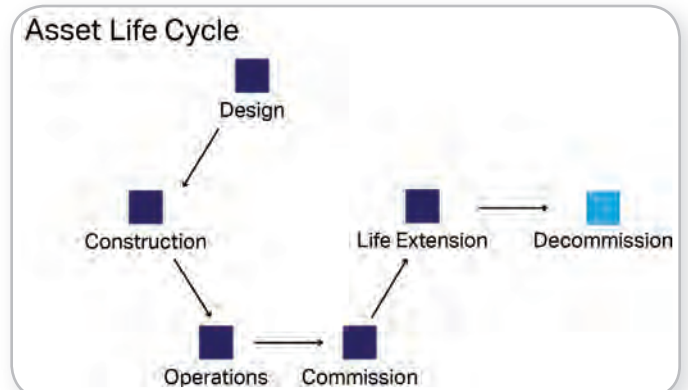 Asset Life Cycle
Design
Construction
Operations
Commission
Life Extension
Decommission